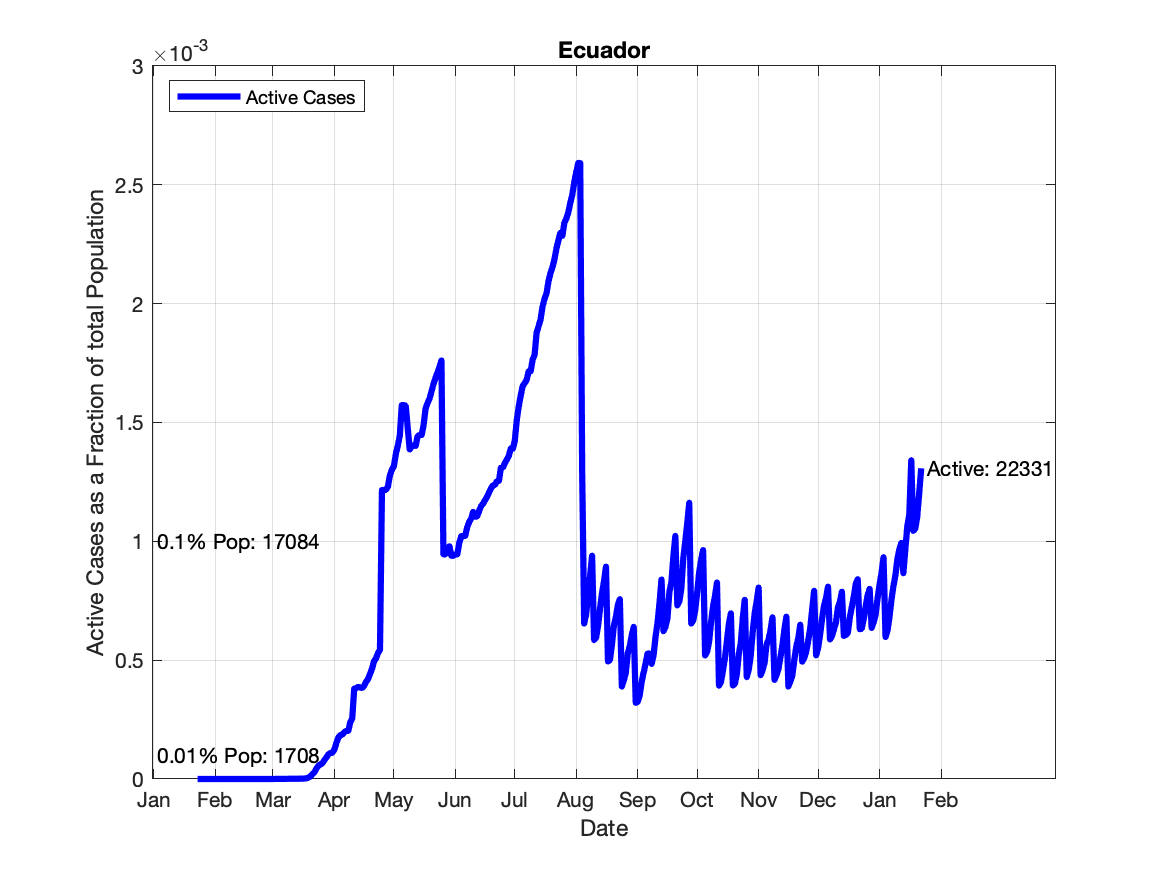 Ecuador
×10-3
3
Active Cases
2.5
2
1.5
1
0.5
0
0.1% Pop: 17084
0.01% Pop: 1708
Active: 22331
Active Cases as a Fraction of total Population
Jan Feb Mar Apr May Jun Jul Aug Sep Oct Nov Dec Jan Feb
Date